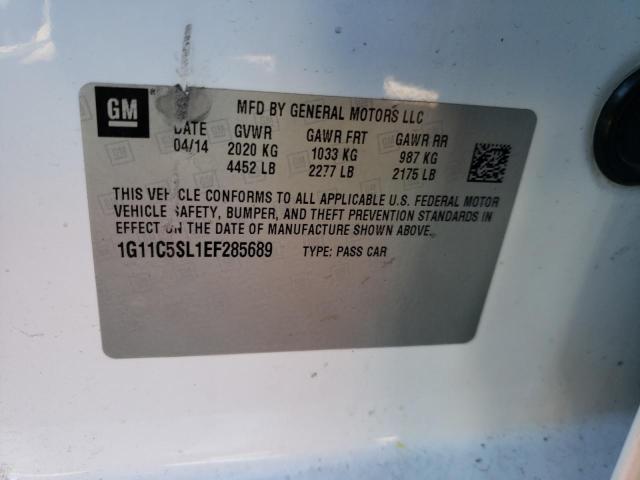 GM ® MFD BY GENERAL MOTORS LLC
DATE GVWR GAWR FRT GAWR RR
04/14 2020 KG 1033 KG 987 KG
4452 LB 2277 LB 2175 LB
THIS VEHICLE CONFORMS TO ALL APPLICABLE U.S. FEDERAL MOTOR
VEHICLE SAFETY, BUMPER, AND THEFT PREVENTION STANDARDS IN
EFFECT ON THE DATE OF MANUFACTURE SHOWN ABOVE.
1G11C5SL1EF285689 TYPE: PASS CAR